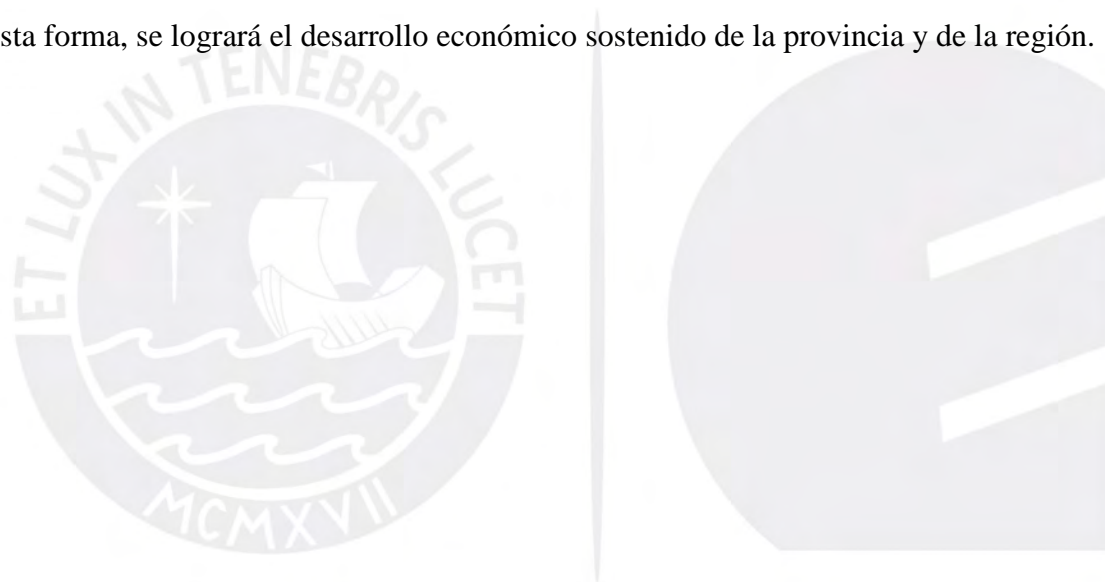 sta forma, se logrará el desarrollo económico sostenido de la provincia y de la región.
ET LUX IN TENEBRIS LUCET
MCMXVII